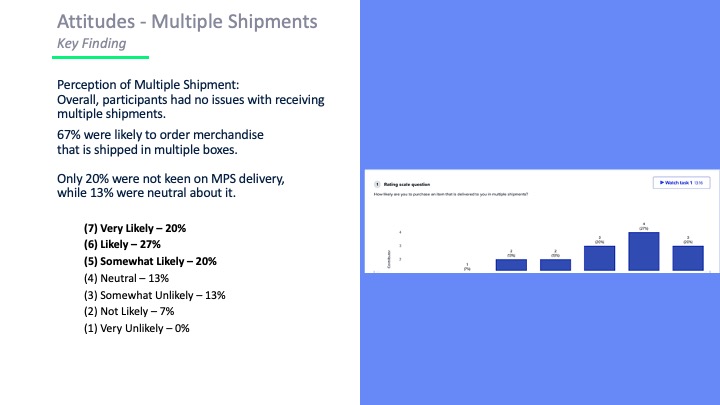 Attitudes - Multiple Shipments
Key Finding
Perception of Multiple Shipment:
Overall, participants had no issues with receiving
multiple shipments.
67% were likely to order merchandise
that is shipped in multiple boxes.
Only 20% were not keen on MPS delivery,
while 13% were neutral about it.
(7) Very Likely – 20%
(6) Likely – 27%
(5) Somewhat Likely – 20%
(4) Neutral – 13%
(3) Somewhat Unlikely – 13%
(2) Not Likely – 7%
(1) Very Unlikely – 0%
1 Rating scale question
Watch task 1
How likely are you to purchase an item that is delivered to you in multiple shipments?
4
(27%)
4
3
(20%)
3
(20%)
3
2
(13%)
2
(13%)
2
1
(7%)